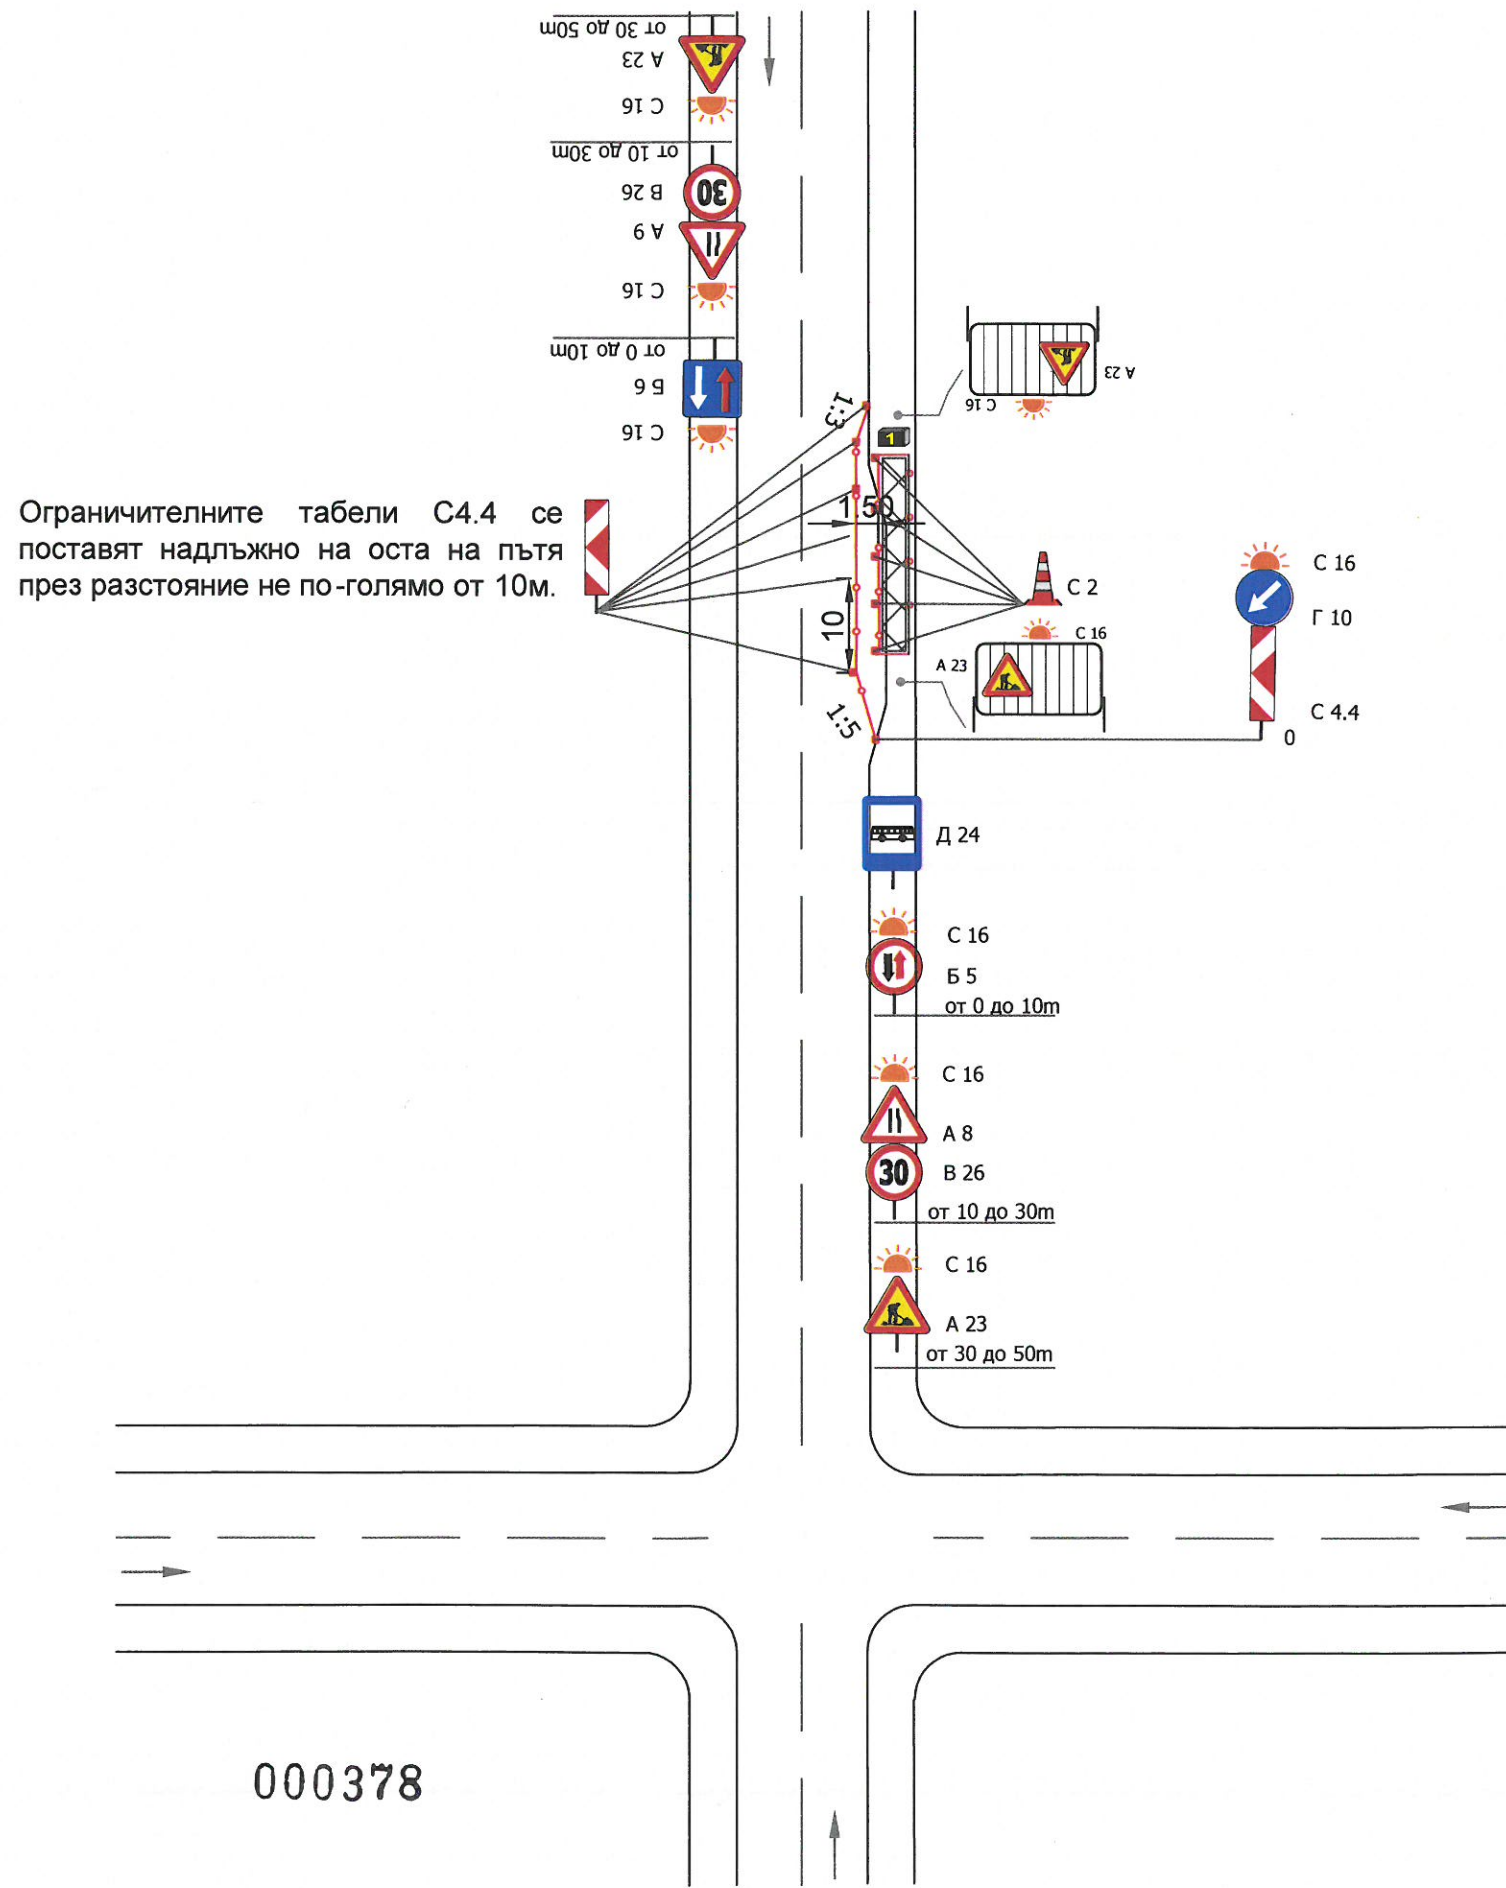 от 30 до 50m
А 23
С 16
от 10 до 30m
В 26
30
А 9
С 16
от 0 до 10m
Б 6
С 16
А 23
С 16
1:3
1
Ограничителните табели С4.4 се
поставят надлъжно на оста на пътя
през разстояние не по-голямо от 10м.
1.50
С 2
10
С 16
А 23
1:5
С 16
Г 10
С 4.4
0
Д 24
С 16
Б 5
от 0 до 10m
С 16
А 8
30
В 26
от 10 до 30m
С 16
А 23
от 30 до 50m
000378